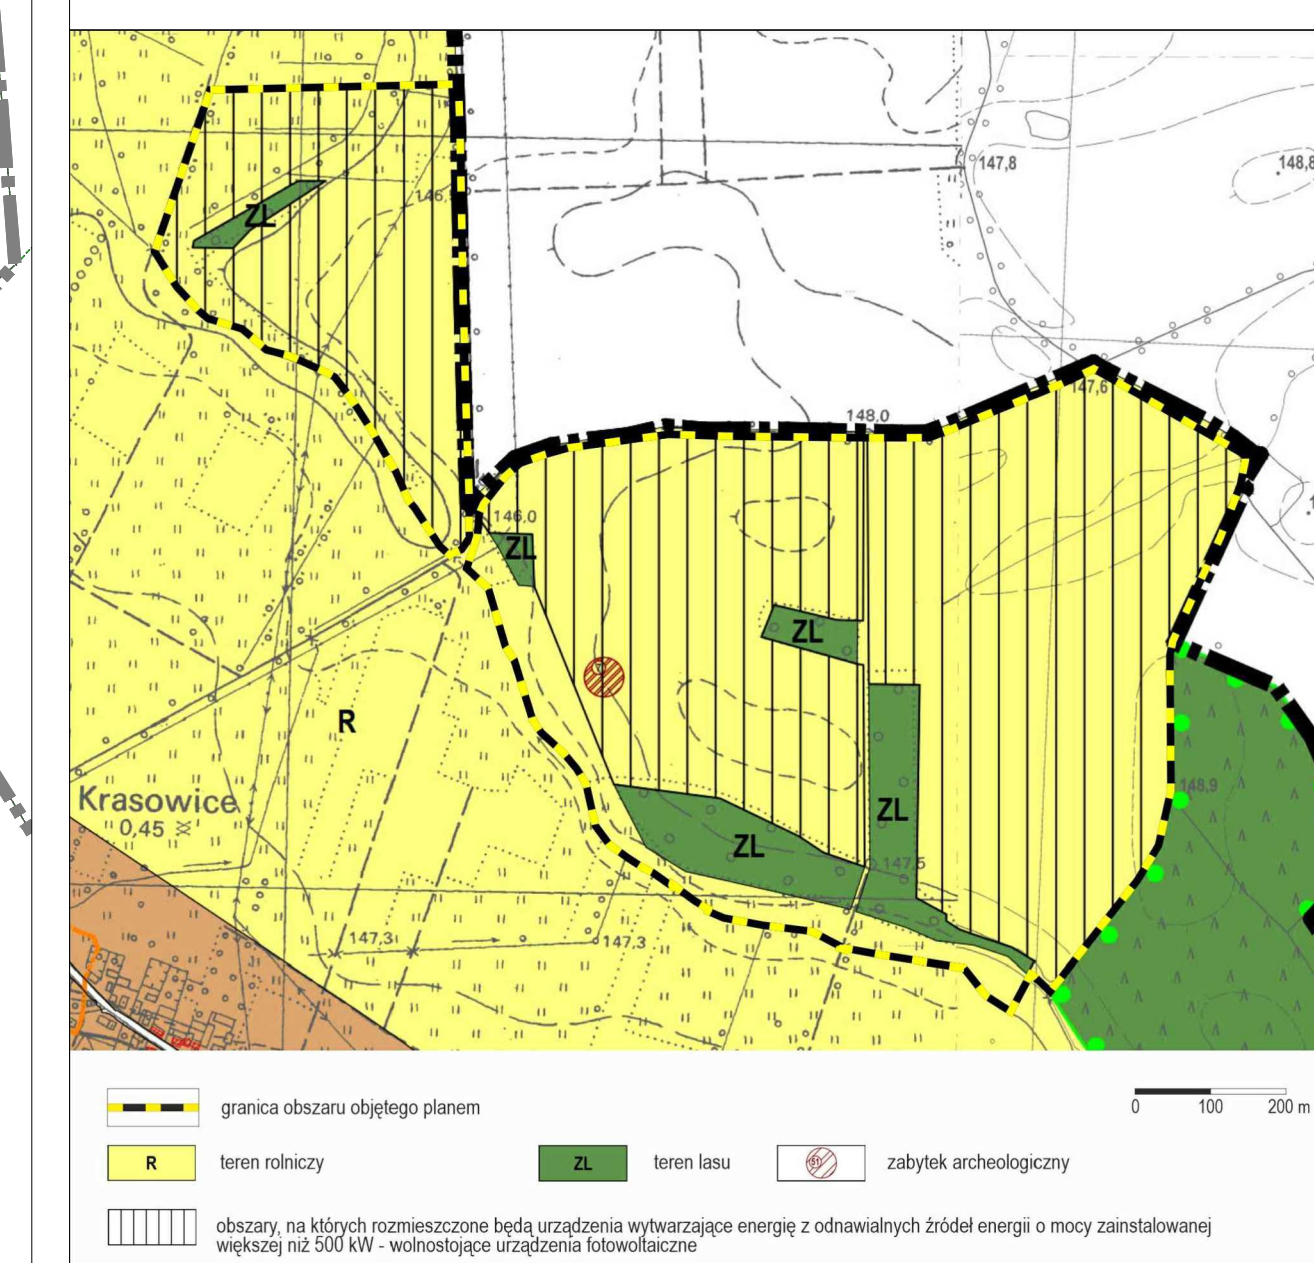 147,8
148,8
ZL
146,
147,6
148,0
146,0
ZL
ZL
R
148,9
Krasowice
0,45
ZL
ZL
147,5
147,3
147,3
granica obszaru objętego planem
0 100 200 m
R teren rolniczy ZL teren lasu 51 zabytek archeologiczny
obszary, na których rozmieszczone będą urządzenia wytwarzające energię z odnawialnych źródeł energii o mocy zainstalowanej
większej niż 500 kW - wolnostojące urządzenia fotowoltaiczne